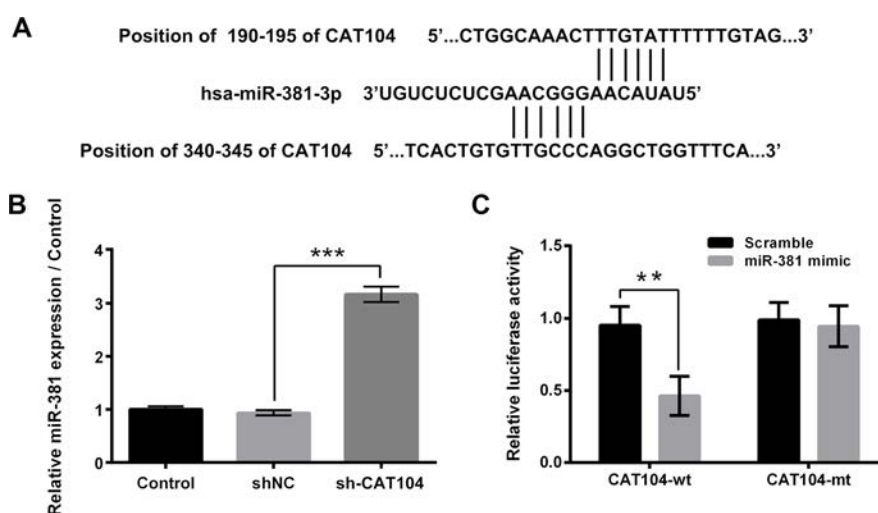 A
Position of 190-195 of CAT104 5’...CTGGCAAACTTTGTATTTTTTGTAG...3’
hsa-miR-381-3p 3’UGUCUCUCGAACGGGAACAUAU5’
Position of 340-345 of CAT104 5’...TCACTGTGTTGCCCAGGCTGGTTTCA...3’
B
Relative miR-381 expression / Control
4
3
2
1
0
***
Control shNC sh-CAT104
C
Relative luciferase activity
1.5
1.0
0.5
0.0
Scramble
miR-381 mimic
**
CAT104-wt CAT104-mt